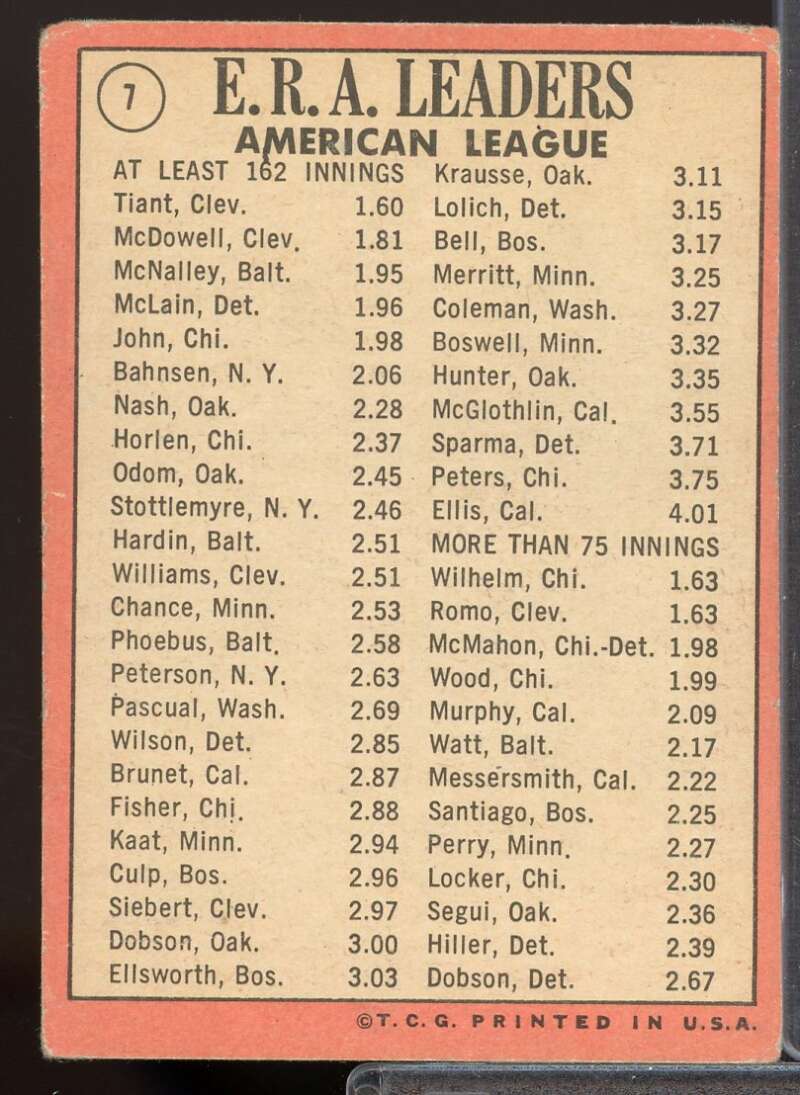 7
E.R.A. LEADERS
AMERICAN LEAGUE
AT LEAST 162 INNINGS
Tiant, Clev. 1.60
McDowell, Clev. 1.81
McNalley, Balt. 1.95
McLain, Det. 1.96
John, Chi. 1.98
Bahnsen, N. Y. 2.06
Nash, Oak. 2.28
Horlen, Chi. 2.37
Odom, Oak. 2.45
Stottlemyre, N. Y. 2.46
Hardin, Balt. 2.51
Williams, Clev. 2.51
Chance, Minn. 2.53
Phoebus, Balt. 2.58
Peterson, N. Y. 2.63
Pascual, Wash. 2.69
Wilson, Det. 2.85
Brunet, Cal. 2.87
Fisher, Chi. 2.88
Kaat, Minn. 2.94
Culp, Bos. 2.96
Siebert, Clev. 2.97
Dobson, Oak. 3.00
Ellsworth, Bos. 3.03
Krausse, Oak. 3.11
Lolich, Det. 3.15
Bell, Bos. 3.17
Merritt, Minn. 3.25
Coleman, Wash. 3.27
Boswell, Minn. 3.32
Hunter, Oak. 3.35
McGlothlin, Cal. 3.55
Sparma, Det. 3.71
Peters, Chi. 3.75
Ellis, Cal. 4.01
MORE THAN 75 INNINGS
Wilhelm, Chi. 1.63
Romo, Clev. 1.63
McMahon, Chi.-Det. 1.98
Wood, Chi. 1.99
Murphy, Cal. 2.09
Watt, Balt. 2.17
Messersmith, Cal. 2.22
Santiago, Bos. 2.25
Perry, Minn. 2.27
Locker, Chi. 2.30
Segui, Oak. 2.36
Hiller, Det. 2.39
Dobson, Det. 2.67
©T. C. G. PRINTED IN U.S.A.